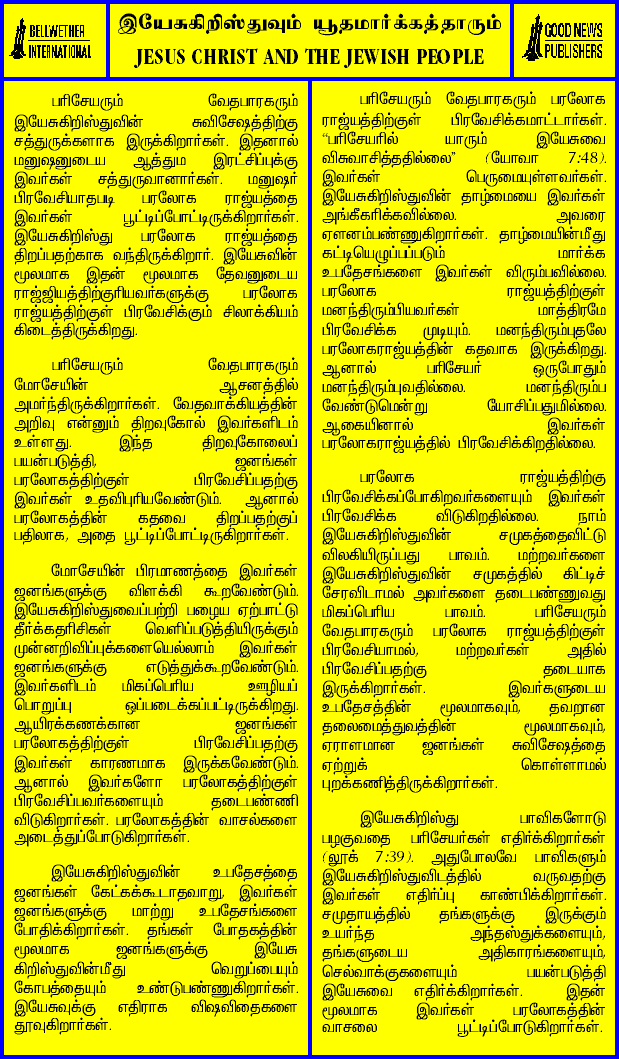 BELLWETHER
INTERNATIONAL
இயேசுகிறிஸ்துவும் யூதமார்க்கத்தாரும்
JESUS CHRIST AND THE JEWISH PEOPLE
GOOD NEWS
PUBLISHERS
பரிசேயரும் வேதபாரகரும்
இயேசுகிறிஸ்துவின் சுவிசேஷத்திற்கு
சத்துருக்களாக இருக்கிறார்கள். இதனால்
மனுஷனுடைய ஆத்தும இரட்சிப்புக்கு
இவர்கள் சத்துருவானார்கள். மனுஷர்
பிரவேசியாதபடி பரலோக ராஜ்யத்தை
இவர்கள் பூட்டிப்போட்டிருக்கிறார்கள்.
இயேசுகிறிஸ்து பரலோக ராஜ்யத்தை
திறப்பதற்காக வந்திருக்கிறார். இயேசுவின்
மூலமாக இதன் மூலமாக தேவனுடைய
ராஜ்ஜியத்திற்குரியவர்களுக்கு பரலோக
ராஜ்யத்திற்குள் பிரவேசிக்கும் சிலாக்கியம்
கிடைத்திருக்கிறது.
பரிசேயரும் வேதபாரகரும்
மோசேயின் ஆசனத்தில்
அமர்ந்திருக்கிறார்கள். வேதவாக்கியத்தின்
அறிவு என்னும் திறவுகோல் இவர்களிடம்
உள்ளது. இந்த திறவுகோலைப்
பயன்படுத்தி, ஜனங்கள்
பரலோகத்திற்குள் பிரவேசிப்பதற்கு
இவர்கள் உதவிபுரியவேண்டும். ஆனால்
பரலோகத்தின் கதவை திறப்பதற்குப்
பதிலாக, அதை பூட்டிப்போட்டிருக்கிறார்கள்.
மோசேயின் பிரமாணத்தை இவர்கள்
ஜனங்களுக்கு விளக்கி கூறவேண்டும்.
இயேசுகிறிஸ்துவைப்பற்றி பழைய ஏற்பாட்டு
தீர்க்கதரிசிகள் வெளிப்படுத்தியிருக்கும்
முன்னறிவிப்புக்களையெல்லாம் இவர்கள்
ஜனங்களுக்கு எடுத்துக்கூறவேண்டும்.
இவர்களிடம் மிகப்பெரிய ஊழியப்
பொறுப்பு ஒப்படைக்கப்பட்டிருக்கிறது.
ஆயிரக்கணக்கான ஜனங்கள்
பரலோகத்திற்குள் பிரவேசிப்பதற்கு
இவர்கள் காரணமாக இருக்கவேண்டும்.
ஆனால் இவர்களோ பரலோகத்திற்குள்
பிரவேசிப்பவர்களையும் தடைபண்ணி
விடுகிறார்கள். பரலோகத்தின் வாசல்களை
அடைத்துப்போடுகிறார்கள்.
இயேசுகிறிஸ்துவின் உபதேசத்தை
ஜனங்கள் கேட்கக்கூடாதவாறு, இவர்கள்
ஜனங்களுக்கு மாற்று உபதேசங்களை
போதிக்கிறார்கள். தங்கள் போதகத்தின்
மூலமாக ஜனங்களுக்கு இயேசு
கிறிஸ்துவின்மீது வெறுப்பையும்
கோபத்தையும் உண்டுபண்ணுகிறார்கள்.
இயேசுவுக்கு எதிராக விஷவிதைகளை
தூவுகிறார்கள்.
பரிசேயரும் வேதபாரகரும் பரலோக
ராஜ்யத்திற்குள் பிரவேசிக்கமாட்டார்கள்.
“பரிசேயரில் யாரும் இயேசுவை
விசுவாசித்ததில்லை” (யோவா 7:48).
இவர்கள் பெருமையுள்ளவர்கள்.
இயேசுகிறிஸ்துவின் தாழ்மையை இவர்கள்
அங்கீகரிக்கவில்லை. அவரை
ஏளனம்பண்ணுகிறார்கள். தாழ்மையின்மீது
கட்டியெழுப்பப்படும் மார்க்க
உபதேசங்களை இவர்கள் விரும்பவில்லை.
பரலோக ராஜ்யத்திற்குள்
மனந்திரும்பியவர்கள் மாத்திரமே
பிரவேசிக்க முடியும். மனந்திரும்புதலே
பரலோகராஜ்யத்தின் கதவாக இருக்கிறது.
ஆனால் பரிசேயர் ஒருபோதும்
மனந்திரும்புவதில்லை. மனந்திரும்ப
வேண்டுமென்று யோசிப்பதுமில்லை.
ஆகையினால் இவர்கள்
பரலோகராஜ்யத்தில் பிரவேசிக்கிறதில்லை.
பரலோக ராஜ்யத்திற்கு
பிரவேசிக்கப்போகிறவர்களையும் இவர்கள்
பிரவேசிக்க விடுகிறதில்லை. நாம்
இயேசுகிறிஸ்துவின் சமுகத்தைவிட்டு
விலகியிருப்பது பாவம். மற்றவர்களை
இயேசுகிறிஸ்துவின் சமுகத்தில் கிட்டிச்
சேரவிடாமல் அவர்களை தடைபண்ணுவது
மிகப்பெரிய பாவம். பரிசேயரும்
வேதபாரகரும் பரலோக ராஜ்யத்திற்குள்
பிரவேசியாமல், மற்றவர்கள் அதில்
பிரவேசிப்பதற்கு தடையாக
இருக்கிறார்கள். இவர்களுடைய
உபதேசத்தின் மூலமாகவும், தவறான
தலைமைத்துவத்தின் மூலமாகவும்,
ஏராளமான ஜனங்கள் சுவிசேஷத்தை
ஏற்றுக் கொள்ளாமல்
புறக்கணித்திருக்கிறார்கள்.
இயேசுகிறிஸ்து பாவிகளோடு
பழகுவதை பரிசேயர்கள் எதிர்க்கிறார்கள்
(லூக் 7:39). அதுபோலவே பாவிகளும்
இயேசுகிறிஸ்துவிடத்தில் வருவதற்கு
இவர்கள் எதிர்ப்பு காண்பிக்கிறார்கள்.
சமுதாயத்தில் தங்களுக்கு இருக்கும்
உயர்ந்த அந்தஸ்துக்களையும்,
தங்களுடைய அதிகாரங்களையும்,
செல்வாக்குகளையும் பயன்படுத்தி
இயேசுவை எதிர்க்கிறார்கள். இதன்
மூலமாக இவர்கள் பரலோகத்தின்
வாசலை பூட்டிப்போடுகிறார்கள்.